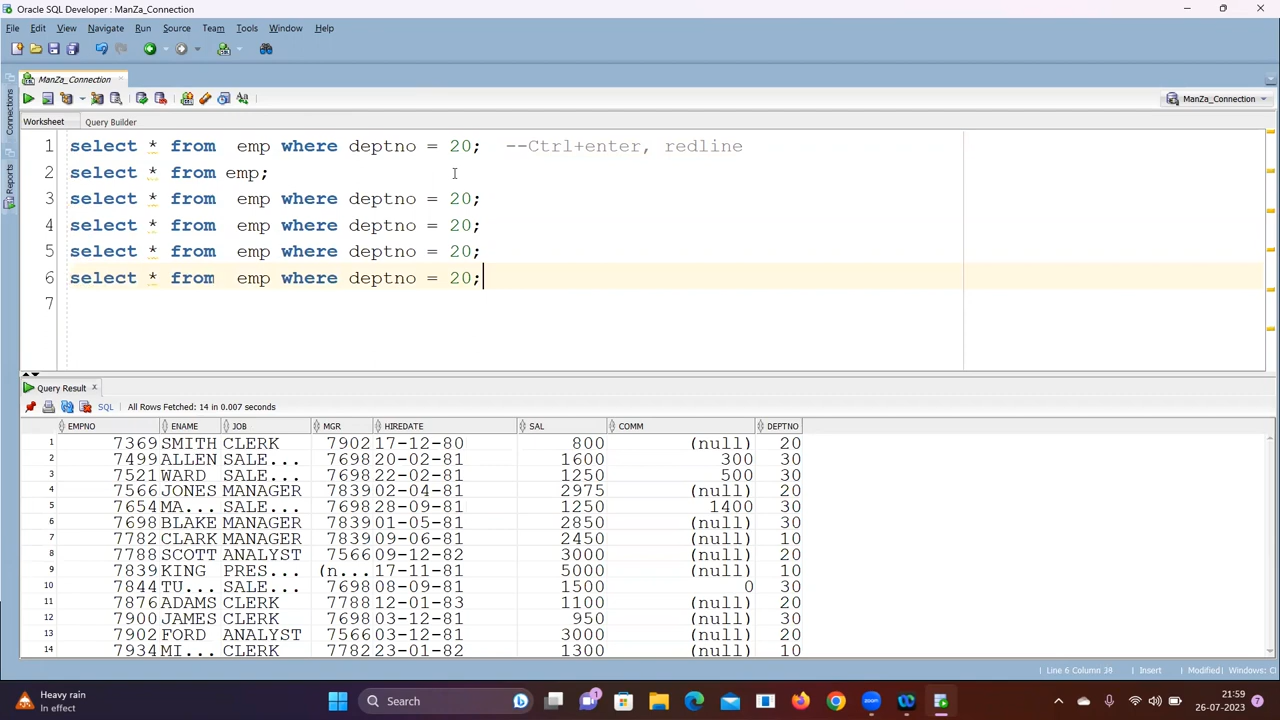 Oracle SQL Developer : ManZa_Connection
File Edit View Navigate Run Source Team Tools Window Help
ManZa_Connection
ManZa_Connection
Worksheet Query Builder
Connections
Reports
1 select * from  emp where deptno = 20;  --Ctrl+enter, redline
2 select * from emp;
3 select * from  emp where deptno = 20;
4 select * from  emp where deptno = 20;
5 select * from  emp where deptno = 20;
6 select * from  emp where deptno = 20;
7
Query Result x
SQL All Rows Fetched: 14 in 0.007 seconds
EMPNO ENAME JOB MGR HIREDATE SAL COMM DEPTNO
1 7369 SMITH CLERK 7902 17-12-80 800 (null) 20
2 7499 ALLEN SALE... 7698 20-02-81 1600 300 30
3 7521 WARD SALE... 7698 22-02-81 1250 500 30
4 7566 JONES MANAGER 7839 02-04-81 2975 (null) 20
5 7654 MA... SALE... 7698 28-09-81 1250 1400 30
6 7698 BLAKE MANAGER 7839 01-05-81 2850 (null) 30
7 7782 CLARK MANAGER 7839 09-06-81 2450 (null) 10
8 7788 SCOTT ANALYST 7566 09-12-82 3000 (null) 20
9 7839 KING PRES... (n... 17-11-81 5000 (null) 10
10 7844 TU... SALE... 7698 08-09-81 1500 0 30
11 7876 ADAMS CLERK 7788 12-01-83 1100 (null) 20
12 7900 JAMES CLERK 7698 03-12-81 950 (null) 30
13 7902 FORD ANALYST 7566 03-12-81 3000 (null) 20
14 7934 MI... CLERK 7782 23-01-82 1300 (null) 10
Line 6 Column 38 Insert Modified Windows: C
Heavy rain
In effect
Search
21:59
26-07-2023
7